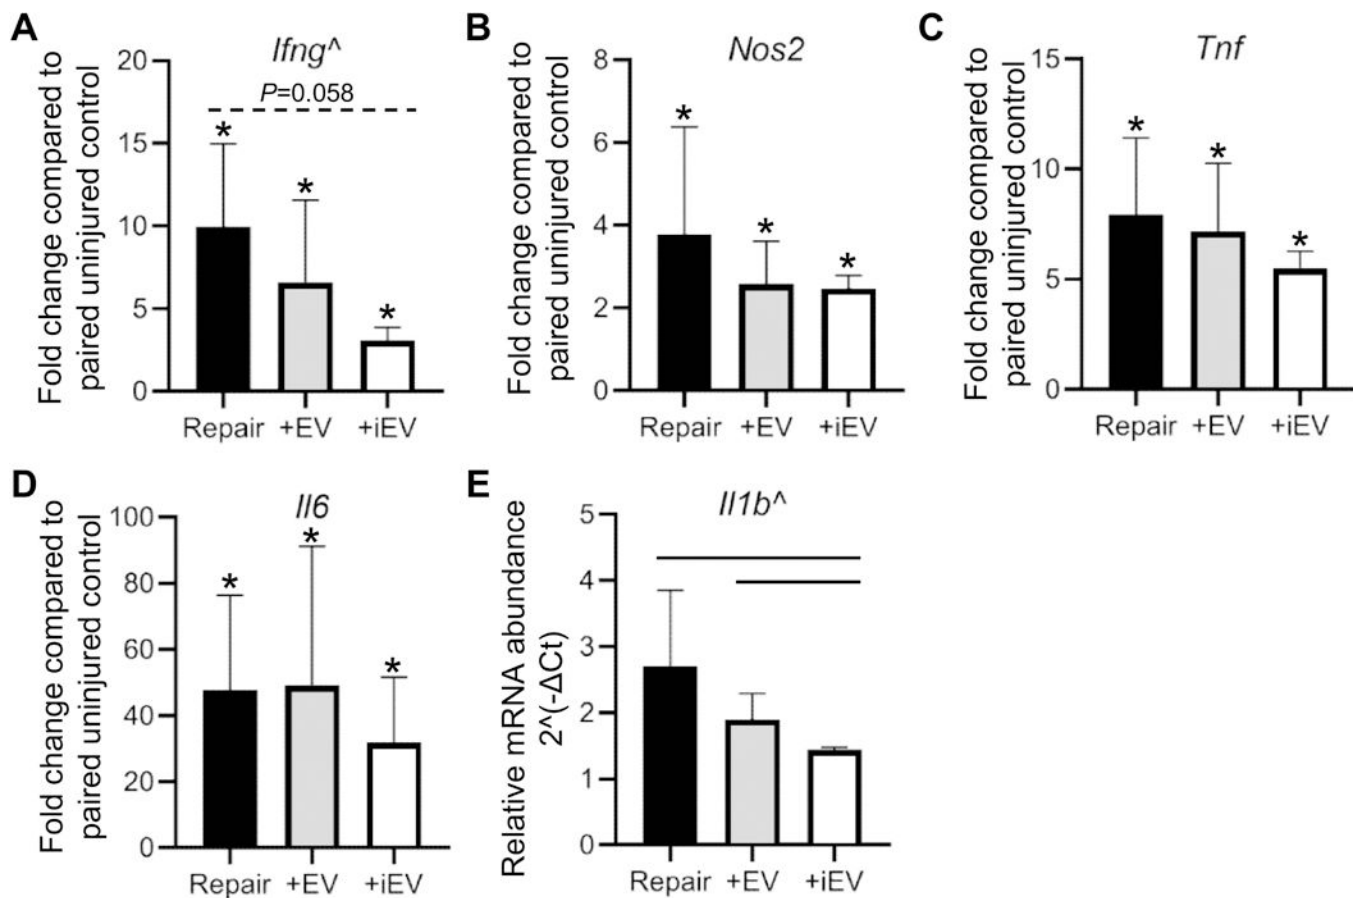 A
Ifng^
Fold change compared to
paired uninjured control
20
15
10
5
0
P=0.058
*
*
*
Repair
+EV
+iEV
B
Nos2
Fold change compared to
paired uninjured control
8
6
4
2
0
*
*
*
Repair
+EV
+iEV
C
Tnf
Fold change compared to
paired uninjured control
15
10
5
0
*
*
*
Repair
+EV
+iEV
D
Il6
Fold change compared to
paired uninjured control
100
80
60
40
20
0
*
*
*
Repair
+EV
+iEV
E
Il1b^
Relative mRNA abundance
2^(-ΔCt)
5
4
3
2
1
0
Repair
+EV
+iEV